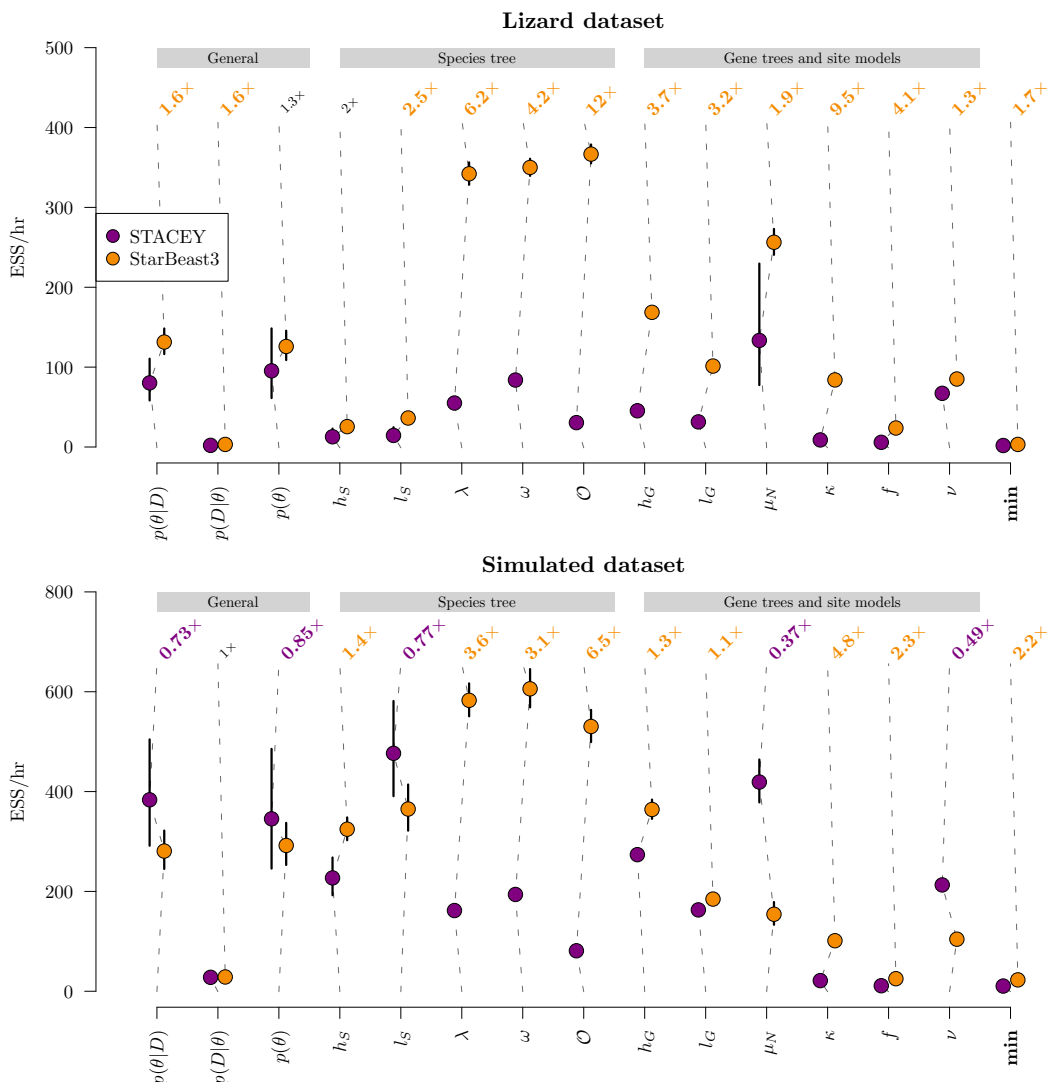 Lizard dataset
500
400
300
200
100
0
ESS/hr
General
Species tree
Gene trees and site models
1.6×
1.6×
1.3×
2×
2.5×
6.2×
4.2×
12×
3.7×
3.2×
1.9×
9.5×
4.1×
1.3×
1.7×
STACEY
StarBeast3
p(θ|D)
p(D|θ)
p(θ)
h_S
l_S
λ
ω
𝒪
h_G
l_G
μ_N
κ
f
ν
min
Simulated dataset
800
600
400
200
0
ESS/hr
General
Species tree
Gene trees and site models
0.73×
1×
0.85×
1.4×
0.77×
3.6×
3.1×
6.5×
1.3×
1.1×
0.37×
4.8×
2.3×
0.49×
2.2×
p(θ|D)
p(D|θ)
p(θ)
h_S
l_S
λ
ω
𝒪
h_G
l_G
μ_N
κ
f
ν
min